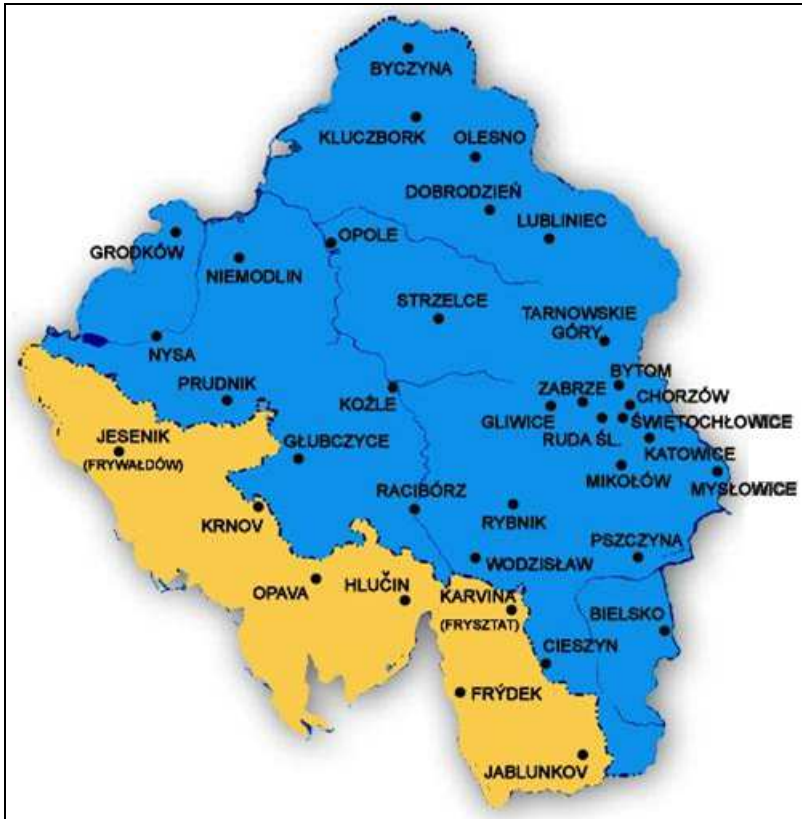 BYCZYNA
KLUCZBORK
OLESNO
DOBRODZIEŃ
LUBLINIEC
GRODKÓW
OPOLE
NIEMODLIN
STRZELCE
TARNOWSKIE
GÓRY
NYSA
PRUDNIK
KOŹLE
BYTOM
ZABRZE
CHORZÓW
GLIWICE
ŚWIĘTOCHŁOWICE
RUDA ŚL.
KATOWICE
MIKOŁÓW
MYSŁOWICE
JESENIK
(FRYWAŁDÓW)
GŁUBCZYCE
RACIBÓRZ
KRNOV
RYBNIK
PSZCZYNA
WODZISŁAW
OPAVA
HLUČIN
KARVINA
(FRYSZTAT)
BIELSKO
CIESZYN
FRÝDEK
JABLUNKOV